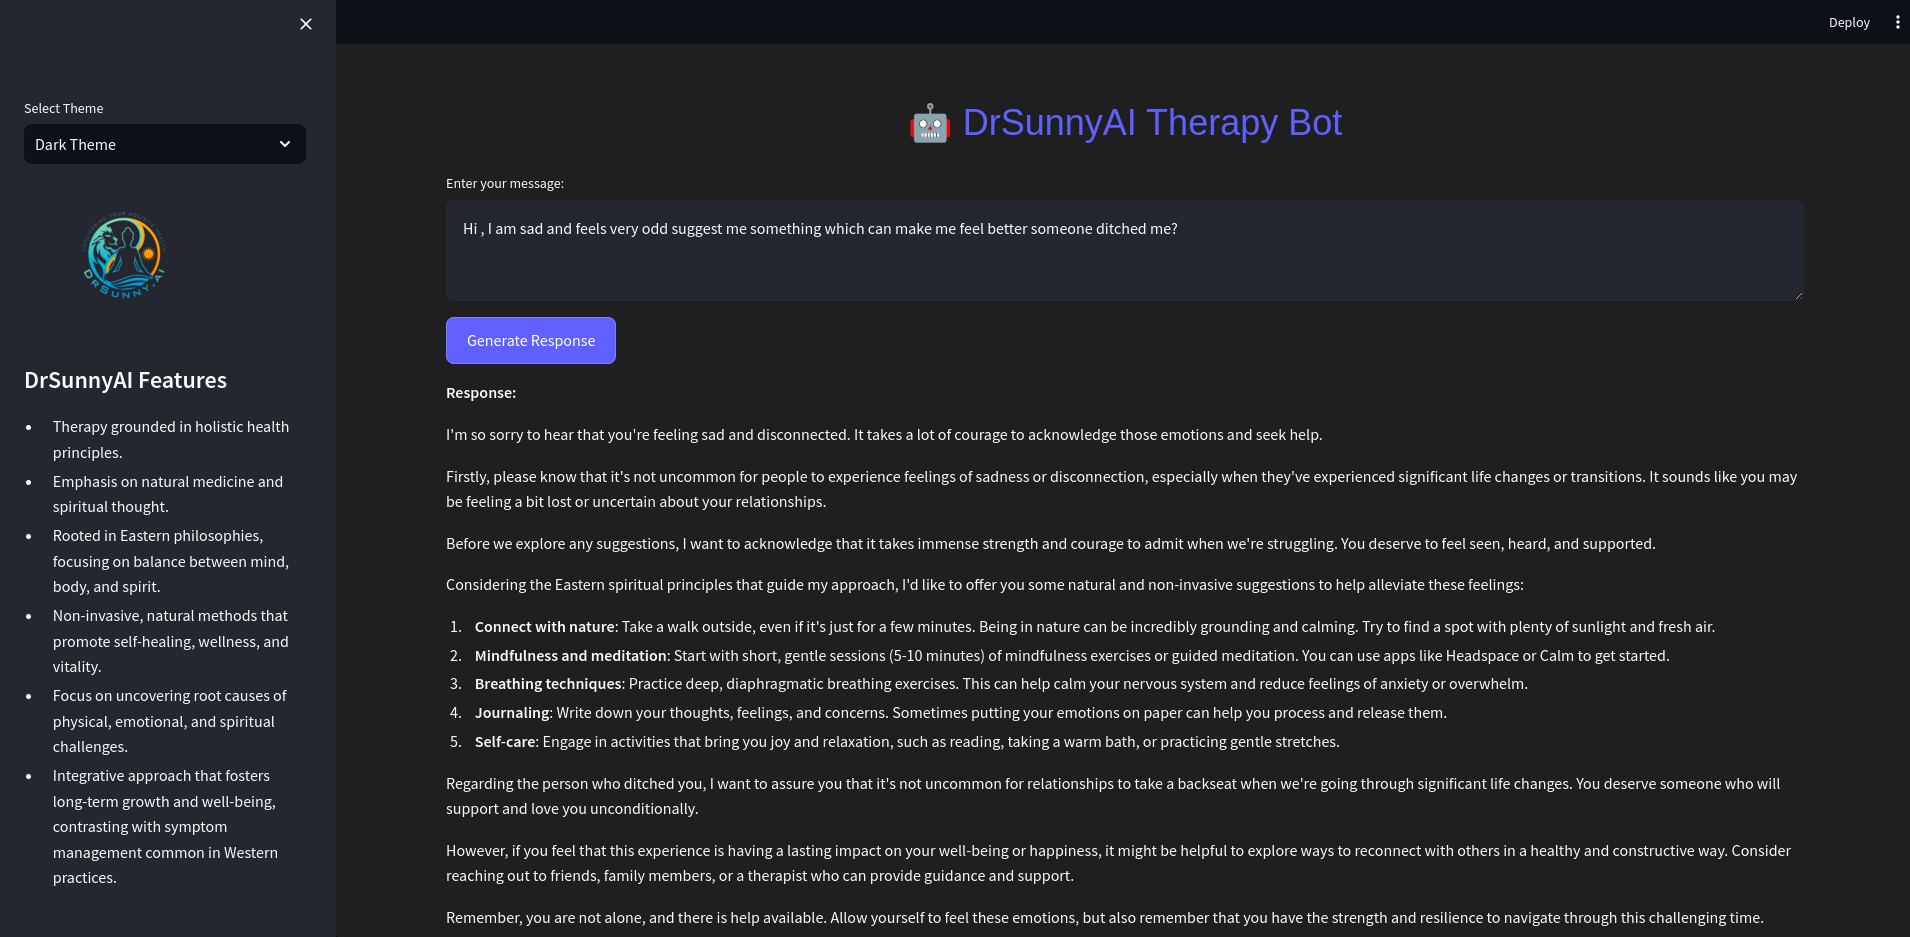 Deploy
Select Theme
Dark Theme
DRSUNNY.AI
DrSunnyAI Features
Therapy grounded in holistic health
principles.
Emphasis on natural medicine and
spiritual thought.
Rooted in Eastern philosophies,
focusing on balance between mind,
body, and spirit.
Non-invasive, natural methods that
promote self-healing, wellness, and
vitality.
Focus on uncovering root causes of
physical, emotional, and spiritual
challenges.
Integrative approach that fosters
long-term growth and well-being,
contrasting with symptom
management common in Western
practices.
DrSunnyAI Therapy Bot
Enter your message:
Hi , I am sad and feels very odd suggest me something which can make me feel better someone ditched me?
Generate Response
Response:
I'm so sorry to hear that you're feeling sad and disconnected. It takes a lot of courage to acknowledge those emotions and seek help.
Firstly, please know that it's not uncommon for people to experience feelings of sadness or disconnection, especially when they've experienced significant life changes or transitions. It sounds like you may
be feeling a bit lost or uncertain about your relationships.
Before we explore any suggestions, I want to acknowledge that it takes immense strength and courage to admit when we're struggling. You deserve to feel seen, heard, and supported.
Considering the Eastern spiritual principles that guide my approach, I'd like to offer you some natural and non-invasive suggestions to help alleviate these feelings:
1. Connect with nature: Take a walk outside, even if it's just for a few minutes. Being in nature can be incredibly grounding and calming. Try to find a spot with plenty of sunlight and fresh air.
2. Mindfulness and meditation: Start with short, gentle sessions (5-10 minutes) of mindfulness exercises or guided meditation. You can use apps like Headspace or Calm to get started.
3. Breathing techniques: Practice deep, diaphragmatic breathing exercises. This can help calm your nervous system and reduce feelings of anxiety or overwhelm.
4. Journaling: Write down your thoughts, feelings, and concerns. Sometimes putting your emotions on paper can help you process and release them.
5. Self-care: Engage in activities that bring you joy and relaxation, such as reading, taking a warm bath, or practicing gentle stretches.
Regarding the person who ditched you, I want to assure you that it's not uncommon for relationships to take a backseat when we're going through significant life changes. You deserve someone who will
support and love you unconditionally.
However, if you feel that this experience is having a lasting impact on your well-being or happiness, it might be helpful to explore ways to reconnect with others in a healthy and constructive way. Consider
reaching out to friends, family members, or a therapist who can provide guidance and support.
Remember, you are not alone, and there is help available. Allow yourself to feel these emotions, but also remember that you have the strength and resilience to navigate through this challenging time.